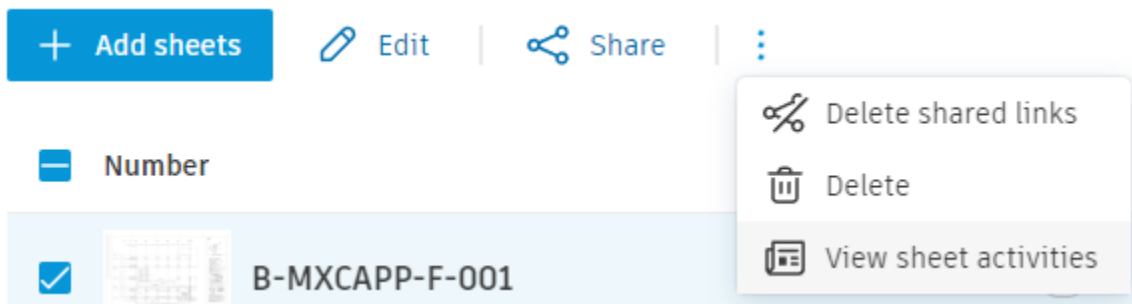 Add sheets Edit Share
Delete shared links
Number
Delete
View sheet activities
B-MXCAPP-F-001